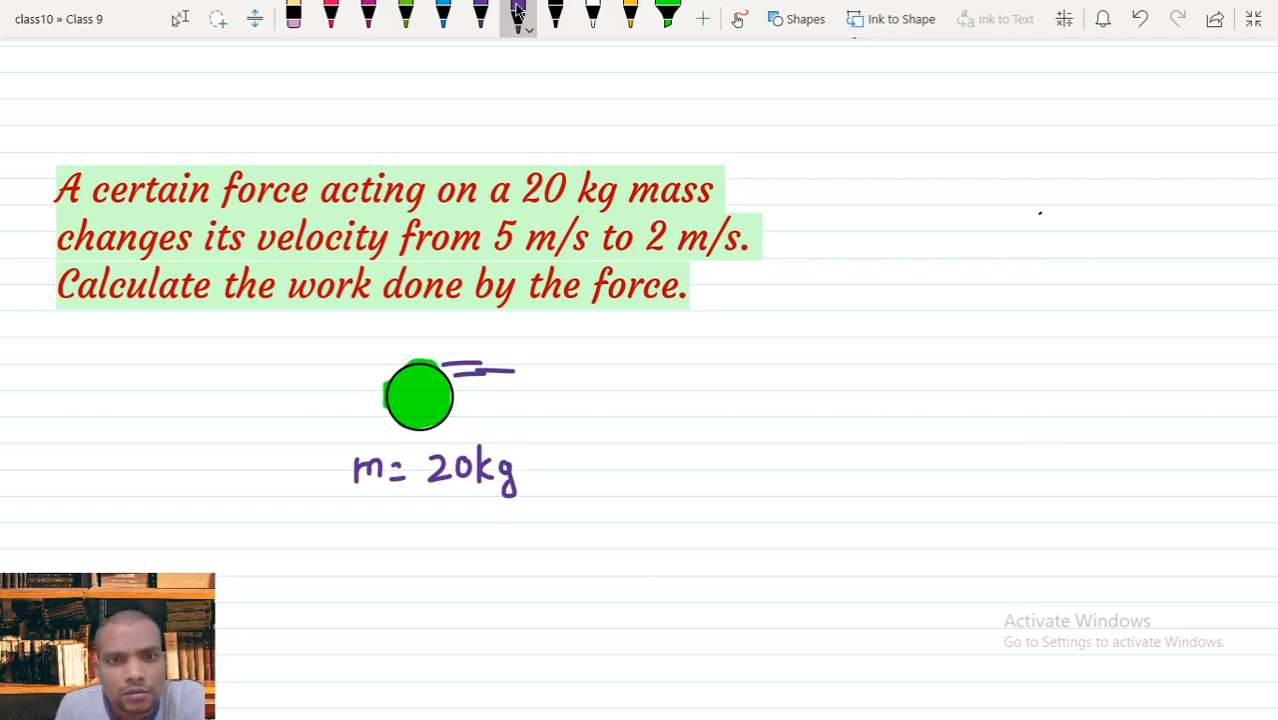 class10 » Class 9
Shapes
Ink to Shape
Ink to Text
A certain force acting on a 20 kg mass
changes its velocity from 5 m/s to 2 m/s.
Calculate the work done by the force.
m= 20kg
Activate Windows
Go to Settings to activate Windows.